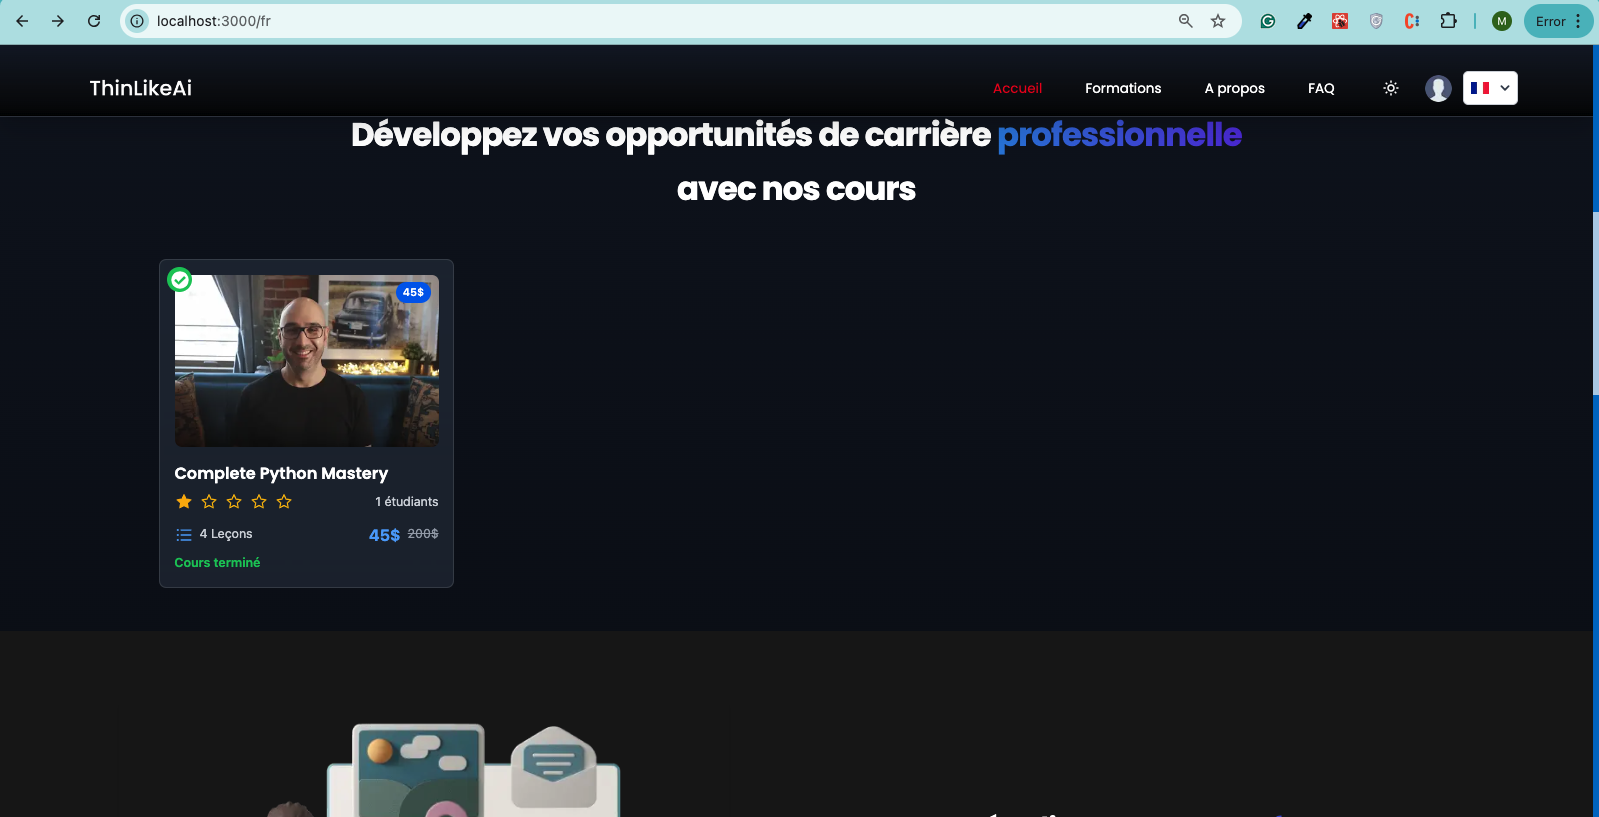 localhost:3000/fr
M
Error
ThinLikeAi
Accueil
Formations
A propos
FAQ
Développez vos opportunités de carrière professionnelle
avec nos cours
45$
Complete Python Mastery
1 étudiants
4 Leçons
45$ 200$
Cours terminé